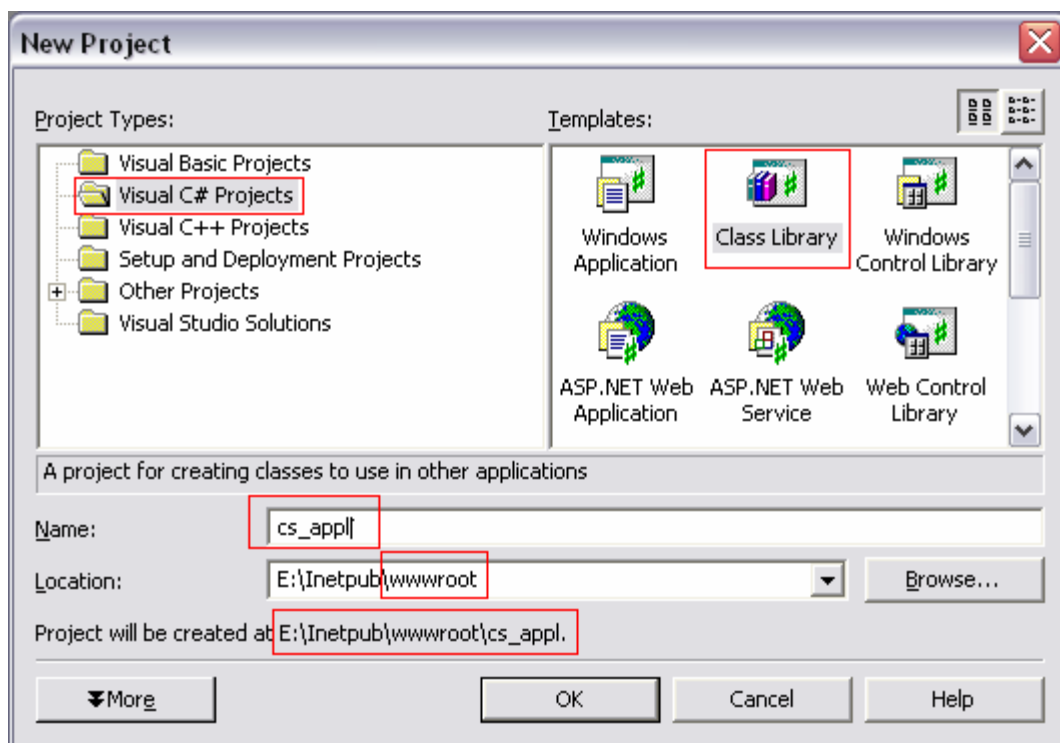 New Project
Project Types:
Templates:
Visual Basic Projects
Visual C# Projects
Visual C++ Projects
Setup and Deployment Projects
Other Projects
Visual Studio Solutions
Windows
Application
Class Library
Windows
Control Library
ASP.NET Web
Application
ASP.NET Web
Service
Web Control
Library
A project for creating classes to use in other applications
Name:
cs_appl
Location:
E:\Inetpub\wwwroot
Browse...
Project will be created at E:\Inetpub\wwwroot\cs_appl.
More
OK
Cancel
Help